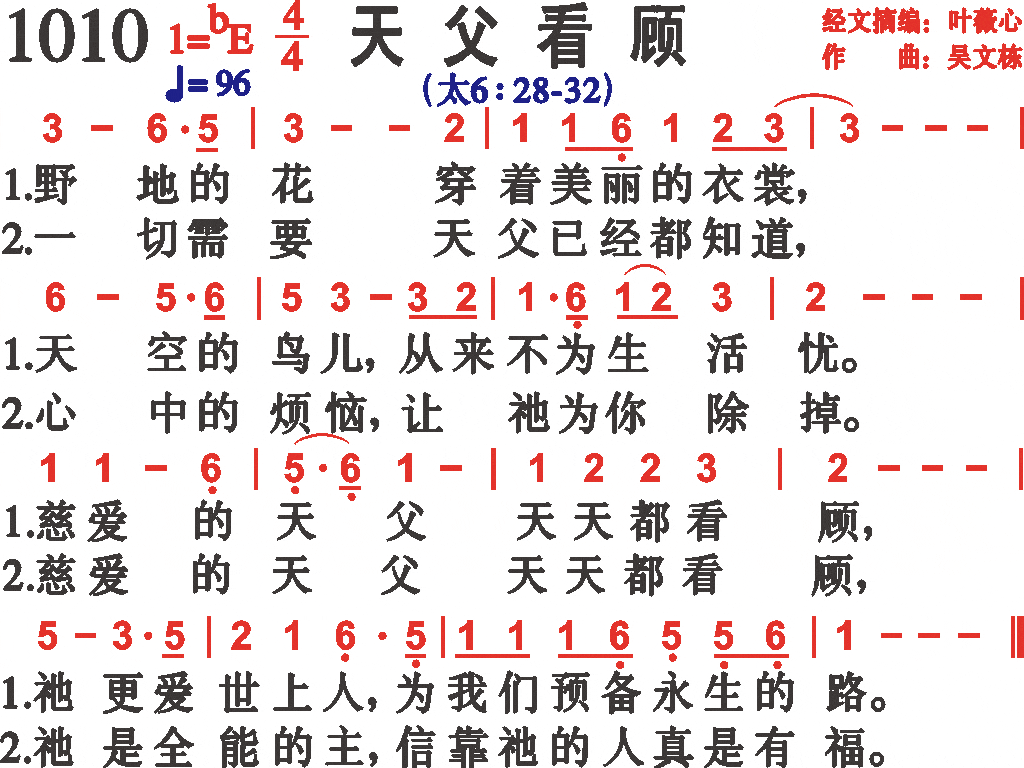 1010 1=♭E 4/4 天父看顾 经文摘编：叶薇心
♩=96 (太6：28-32) 作曲：吴文栋
3 - 6·5 | 3 - - 2 | 1 1 6 1 2 3 | 3 - - - |
1.野 地的 花 穿 着美丽的衣裳，
2.一 切需 要 天 父已经都知道，
6 - 5·6 | 5 3 - 3 2 | 1·6 1 2 3 | 2 - - - |
1.天 空的 鸟儿，从来不为生 活 忧。
2.心 中的 烦恼，让 祂为你 除 掉。
1 1 - 6 | 5·6 1 - | 1 2 2 3 | 2 - - - |
1.慈爱 的 天 父 天天都看 顾，
2.慈爱 的 天 父 天天都看 顾，
5 - 3·5 | 2 1 6·5 | 1 1 1 6 5 5 6 | 1 - - -
1.祂 更爱 世上人，为我们预备永生的 路。
2.祂 是全 能的主，信靠祂的人真是有 福。